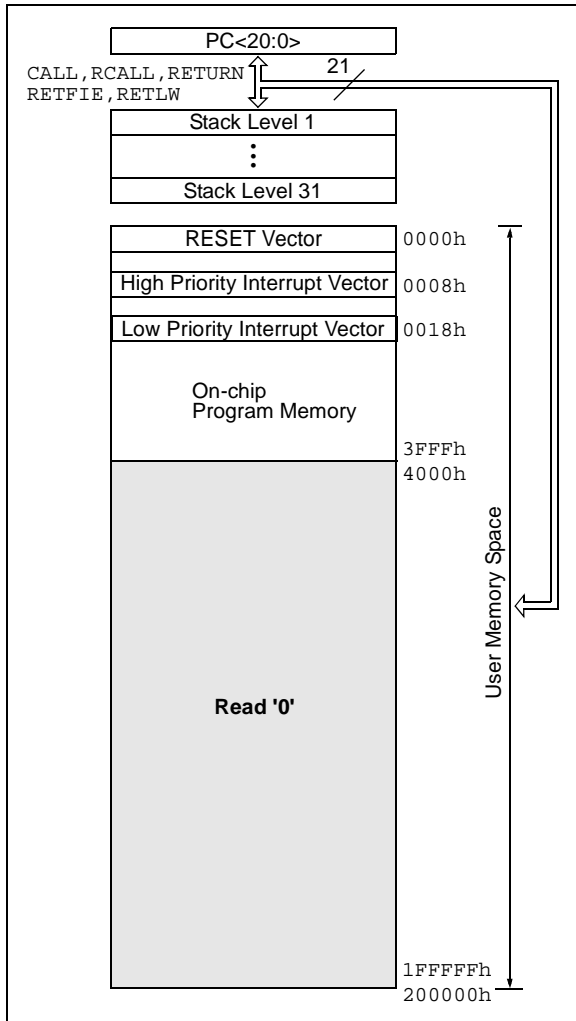 PC<20:0>
CALL,RCALL,RETURN
RETFIE,RETLW
21
Stack Level 1
Stack Level 31
RESET Vector
0000h
High Priority Interrupt Vector
0008h
Low Priority Interrupt Vector
0018h
On-chip
Program Memory
3FFFh
4000h
User Memory Space
Read '0'
1FFFFFh
200000h